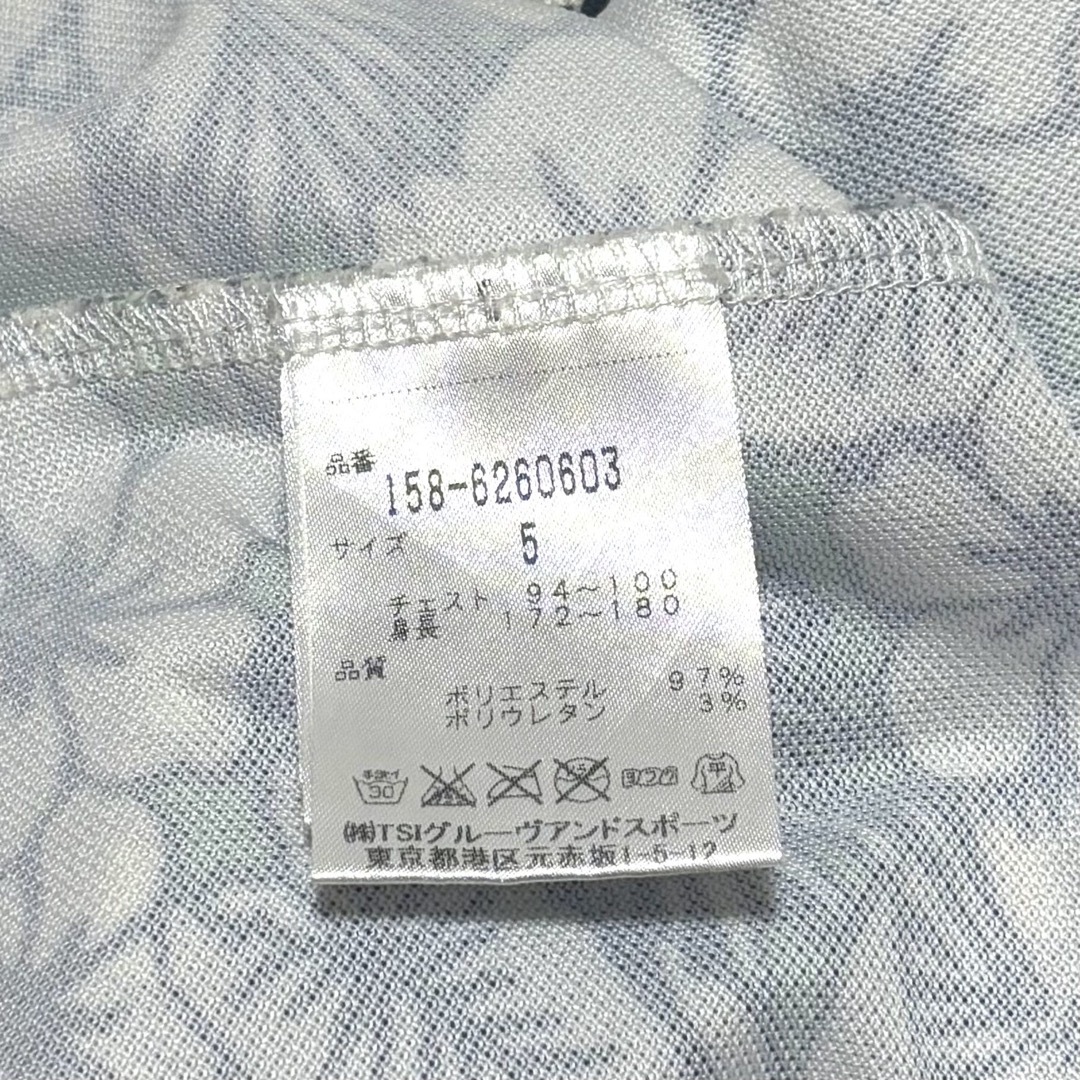 品番
158-6260603
サイズ 5
チェスト 94~100
身長 172~180
品質
ポリエステル 97%
ポリウレタン 3%
手洗イ 30 平
(株)TSIグルーヴアンドスポーツ
東京都港区元赤坂1-5-12